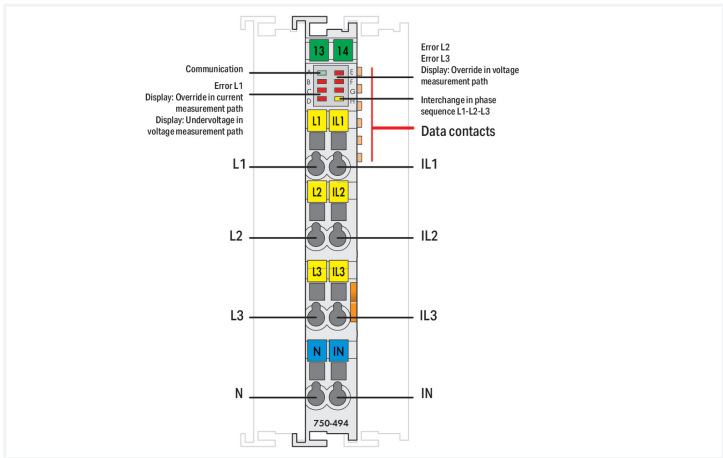 13 14
Communication
Error L1
Display: Override in current
measurement path
Display: Undervoltage in
voltage measurement path
A
B
C
D
E
F
G
H
Error L2
Error L3
Display: Override in voltage
measurement path
Interchange in phase
sequence L1-L2-L3
Data contacts
L1 IL1
L1
IL1
L2 IL2
L2
IL2
L3 IL3
L3
IL3
N IN
N
IN
750-494